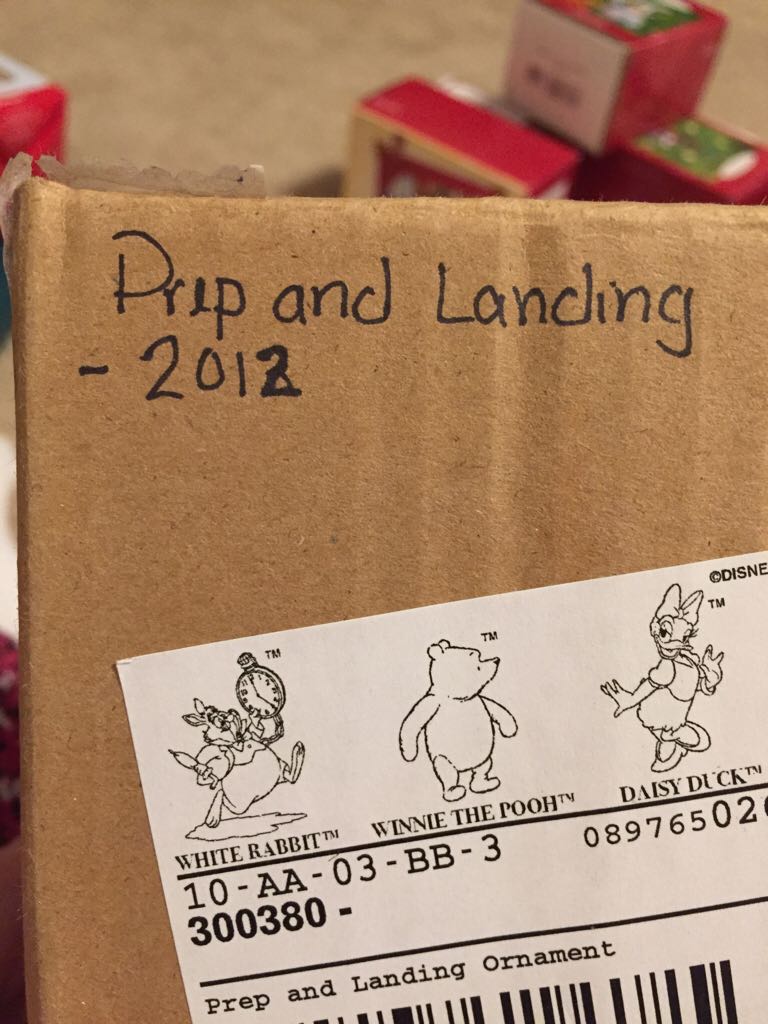 Prep and Landing
- 2012
©DISNE
TM
TM
TM
WHITE RABBIT™
WINNIE THE POOH™
DAISY DUCK™
10-AA-03-BB-3
08976502
300380-
Prep and Landing Ornament